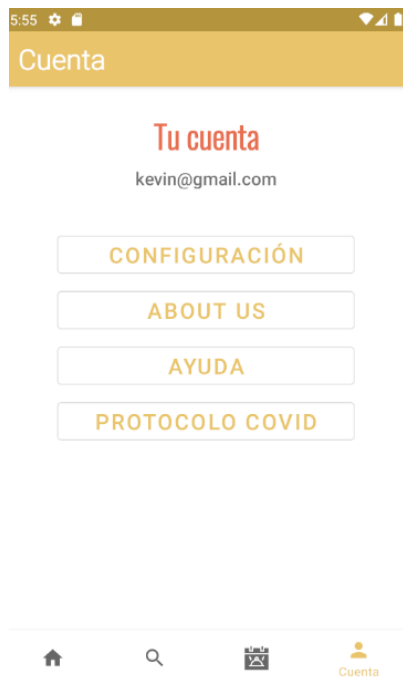 5:55
Cuenta
Tu cuenta
kevin@gmail.com
CONFIGURACIÓN
ABOUT US
AYUDA
PROTOCOLO COVID
Cuenta